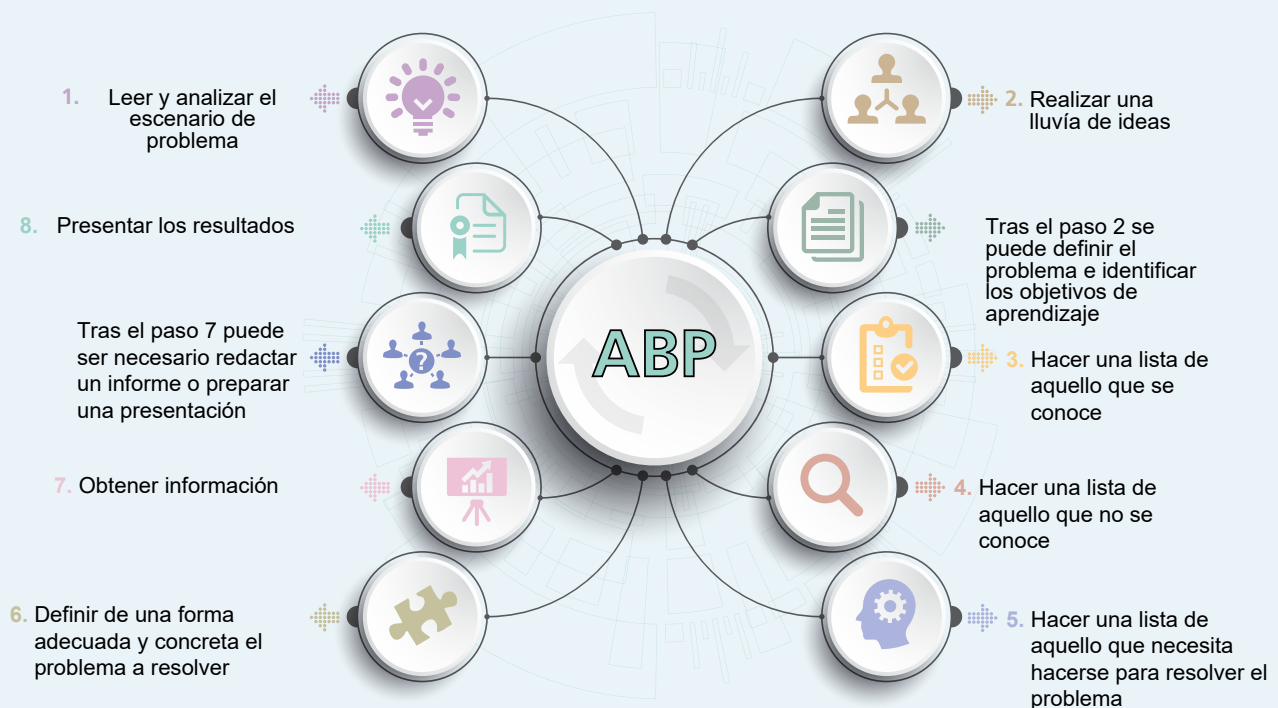 1. Leer y analizar el
escenario de
problema
2. Realizar una
lluvía de ideas
Tras el paso 2 se
puede definir el
problema e identificar
los objetivos de
aprendizaje
3. Hacer una lista de
aquello que se
conoce
4. Hacer una lista de
aquello que no se
conoce
5. Hacer una lista de
aquello que necesita
hacerse para resolver el
problema
6. Definir de una forma
adecuada y concreta el
problema a resolver
7. Obtener información
Tras el paso 7 puede
ser necesario redactar
un informe o preparar
una presentación
8. Presentar los resultados
ABP
?